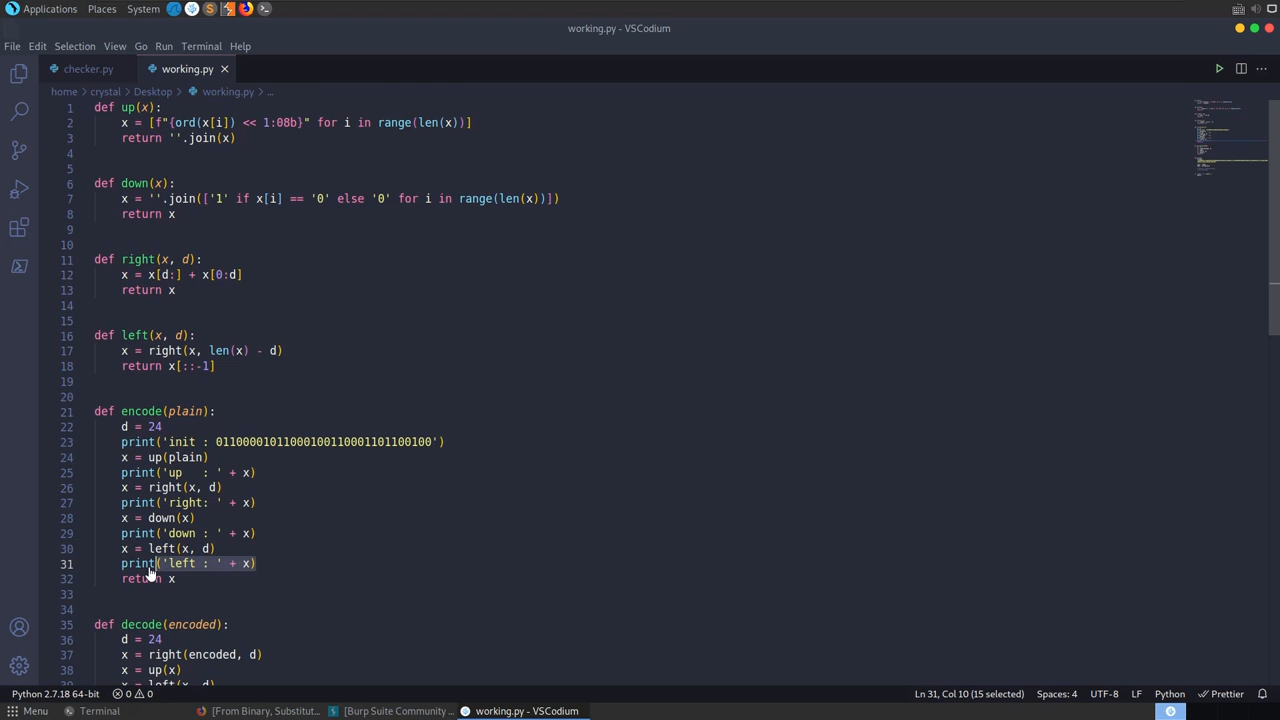 Applications Places System
working.py - VSCodium
File Edit Selection View Go Run Terminal Help
checker.py working.py
home > crystal > Desktop > working.py > ...
1 def up(x):
2 x = [f"{ord(x[i]) << 1:08b}" for i in range(len(x))]
3 return ''.join(x)
4
5
6 def down(x):
7 x = ''.join(['1' if x[i] == '0' else '0' for i in range(len(x))])
8 return x
9
10
11 def right(x, d):
12 x = x[d:] + x[0:d]
13 return x
14
15
16 def left(x, d):
17 x = right(x, len(x) - d)
18 return x[::-1]
19
20
21 def encode(plain):
22 d = 24
23 print('init : 01100001011000100110001101100100')
24 x = up(plain)
25 print('up   : ' + x)
26 x = right(x, d)
27 print('right: ' + x)
28 x = down(x)
29 print('down : ' + x)
30 x = left(x, d)
31 print('left : ' + x)
32 return x
33
34
35 def decode(encoded):
36 d = 24
37 x = right(encoded, d)
38 x = up(x)
Python 2.7.18 64-bit 0 0 Ln 31, Col 10 (15 selected) Spaces: 4 UTF-8 LF Python Prettier
Menu Terminal [From Binary, Substitut... [Burp Suite Community ... working.py - VSCodium